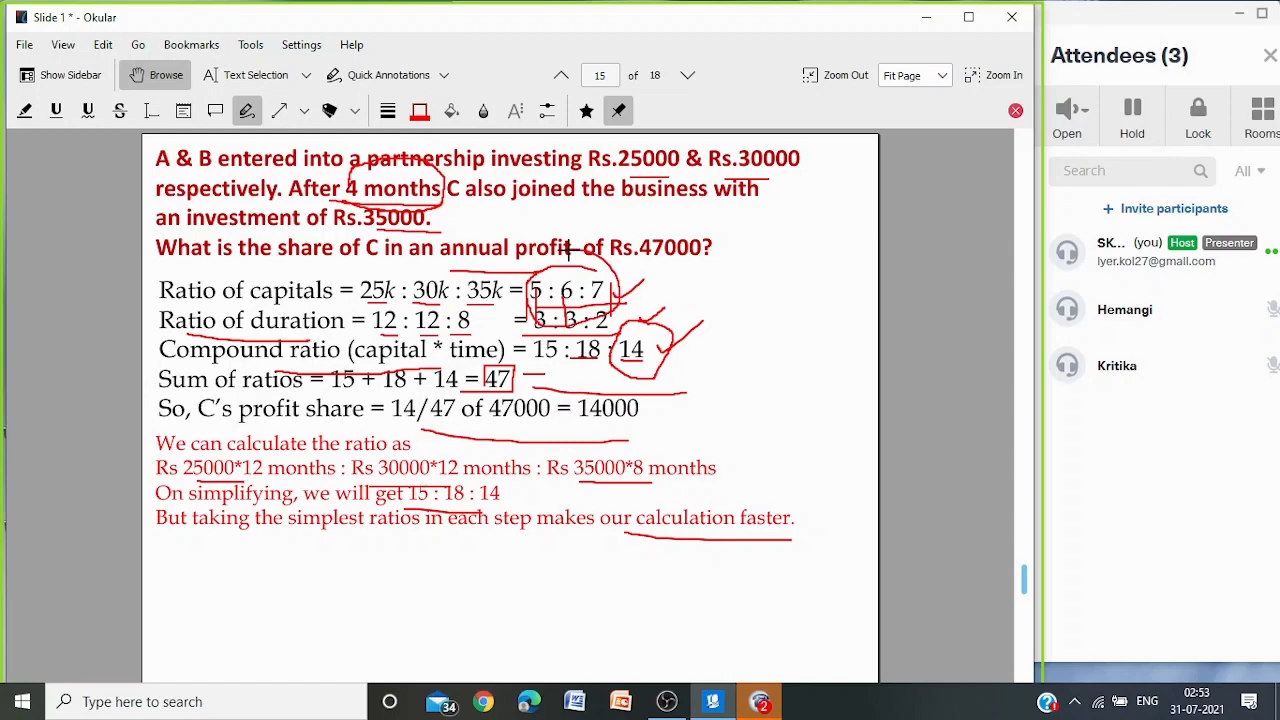 Slide 1 * - Okular
File View Edit Go Bookmarks Tools Settings Help
Show Sidebar Browse Text Selection Quick Annotations 15 of 18 Zoom Out Fit Page Zoom In
A & B entered into a partnership investing Rs.25000 & Rs.30000
respectively. After 4 months C also joined the business with
an investment of Rs.35000.
What is the share of C in an annual profit of Rs.47000?
Ratio of capitals = 25k : 30k : 35k = 5 : 6 : 7
Ratio of duration = 12 : 12 : 8 = 3 : 3 : 2
Compound ratio (capital * time) = 15 : 18 : 14
Sum of ratios = 15 + 18 + 14 = 47
So, C's profit share = 14/47 of 47000 = 14000
We can calculate the ratio as
Rs 25000*12 months : Rs 30000*12 months : Rs 35000*8 months
On simplifying, we will get 15 : 18 : 14
But taking the simplest ratios in each step makes our calculation faster.
Attendees (3)
Open Hold Lock Rooms
Search All
+ Invite participants
SK... (you) Host Presenter
lyer.kol27@gmail.com
Hemangi
Kritika
Type here to search
34
2
ENG
02:53
31-07-2021